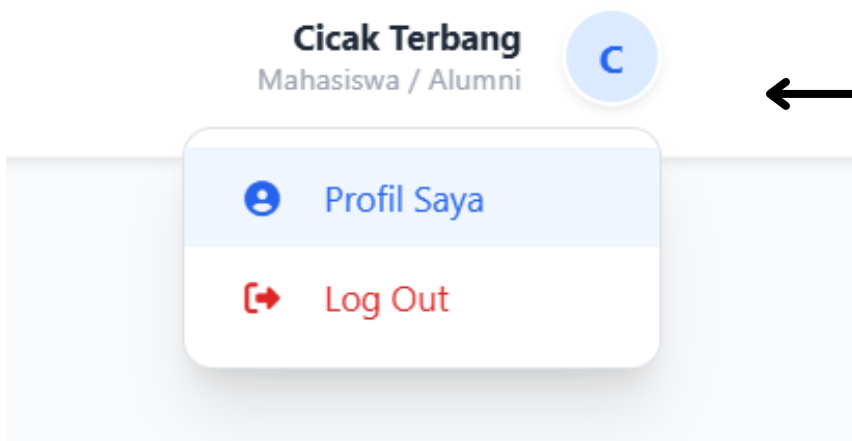 Cicak Terbang
Mahasiswa / Alumni
C
Profil Saya
Log Out